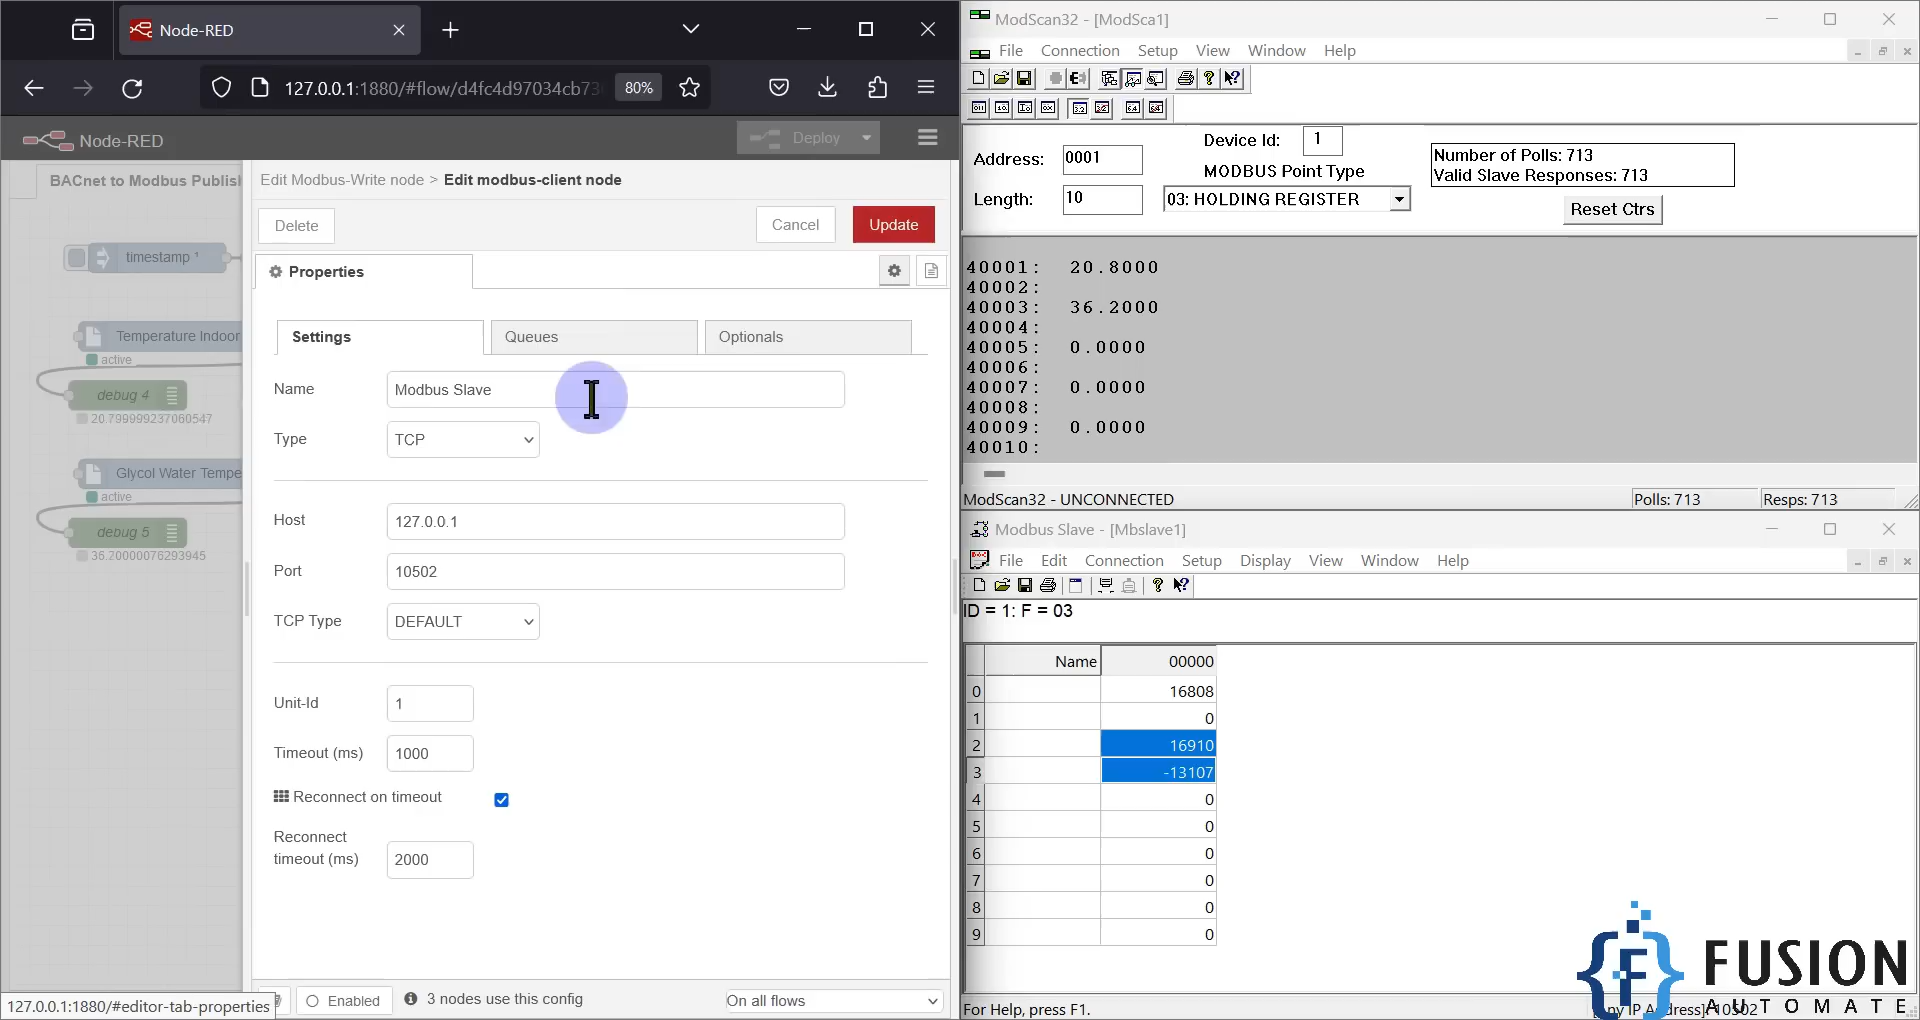 Node-RED
127.0.0.1:1880/#flow/d4fc4d97034cb73
80%
Node-RED
Deploy
BACnet to Modbus Publish
timestamp
Temperature Indoor
active
debug 4
20.799999237060547
Glycol Water Tempe
active
debug 5
36.20000076293945
Edit Modbus-Write node > Edit modbus-client node
Delete
Cancel
Update
Properties
Settings
Queues
Optionals
Name
Modbus Slave
Type
TCP
Host
127.0.0.1
Port
10502
TCP Type
DEFAULT
Unit-Id
1
Timeout (ms)
1000
Reconnect on timeout
Reconnect
timeout (ms)
2000
127.0.0.1:1880/#editor-tab-properties
Enabled
3 nodes use this config
On all flows
ModScan32 - [ModSca1]
File Connection Setup View Window Help
Address:
0001
Device Id:
1
MODBUS Point Type
Length:
10
03: HOLDING REGISTER
Number of Polls: 713
Valid Slave Responses: 713
Reset Ctrs
40001: 20.8000
40002:
40003: 36.2000
40004:
40005: 0.0000
40006:
40007: 0.0000
40008:
40009: 0.0000
40010:
ModScan32 - UNCONNECTED
Polls: 713
Resps: 713
Modbus Slave - [Mbslave1]
File Edit Connection Setup Display View Window Help
ID = 1: F = 03
Name 00000
0 16808
1 0
2 16910
3 -13107
4 0
5 0
6 0
7 0
8 0
9 0
For Help, press F1.
FUSION
AUTOMATE